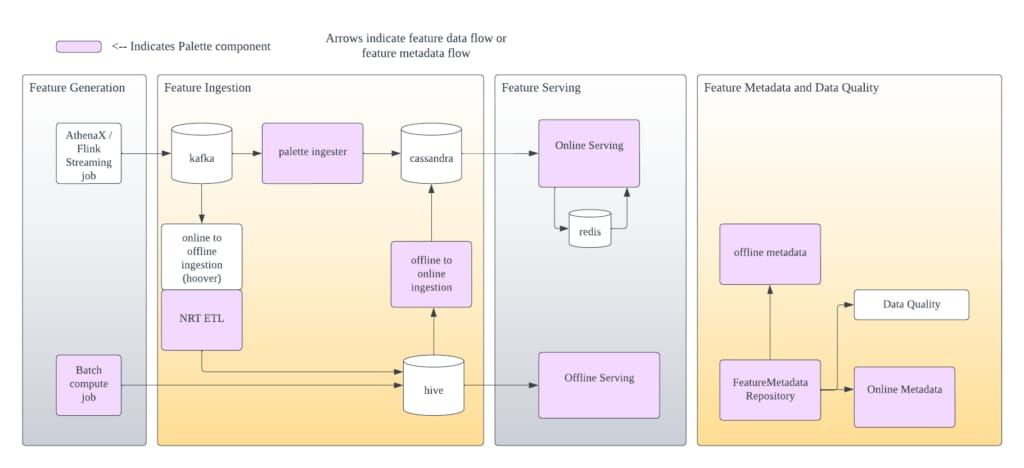 <-- Indicates Palette component
Arrows indicate feature data flow or
feature metadata flow
Feature Generation
AthenaX /
Flink
Streaming
job
Batch
compute
job
Feature Ingestion
kafka
palette ingester
cassandra
online to
offline
ingestion
(hoover)
NRT ETL
offline to
online
ingestion
hive
Feature Serving
Online Serving
redis
Offline Serving
Feature Metadata and Data Quality
offline metadata
Data Quality
FeatureMetadata
Repository
Online Metadata